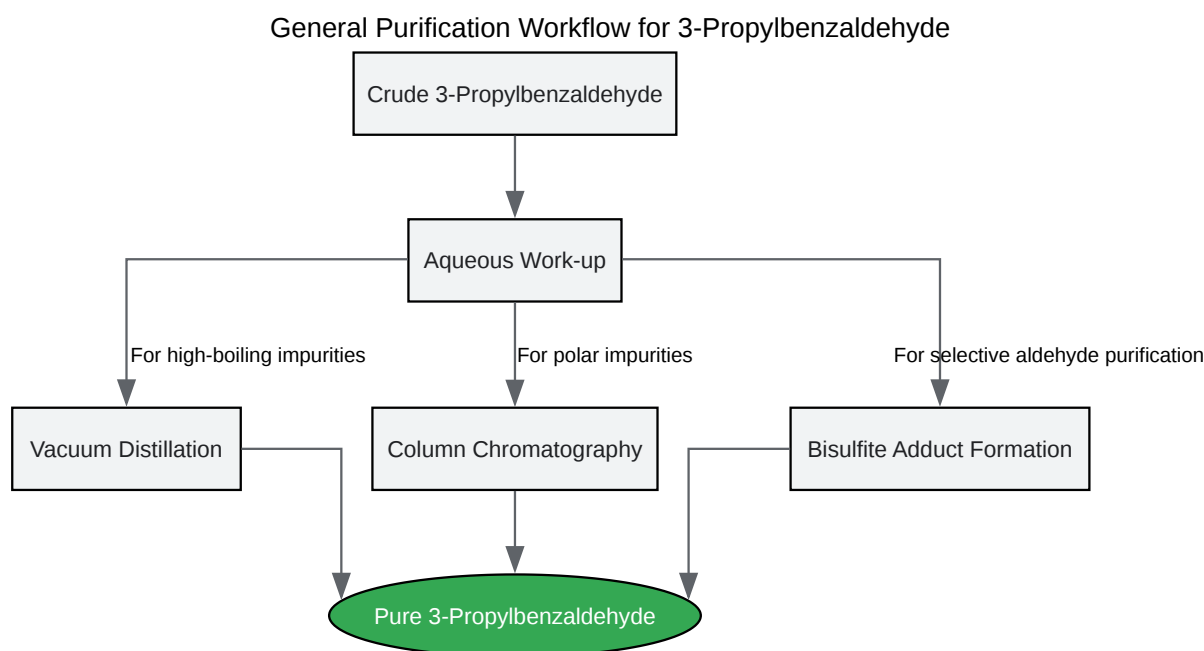 General Purification Workflow for 3-Propylbenzaldehyde
Crude 3-Propylbenzaldehyde
Aqueous Work-up
For high-boiling impurities
For polar impurities
For selective aldehyde purification
Vacuum Distillation
Column Chromatography
Bisulfite Adduct Formation
Pure 3-Propylbenzaldehyde